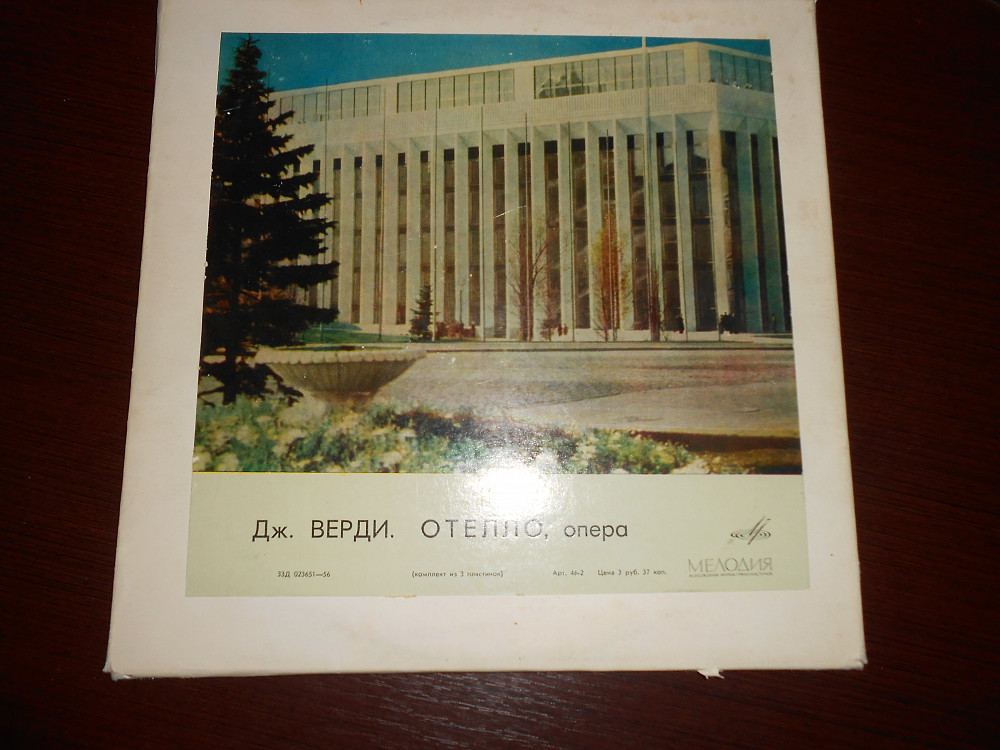 Дж. ВЕРДИ. ОТЕЛЛО, опера
33Д 023651—56 (комплект из 3 пластинок) Арт. 46-2 Цена 3 руб. 37 коп.
МЕЛОДИЯ